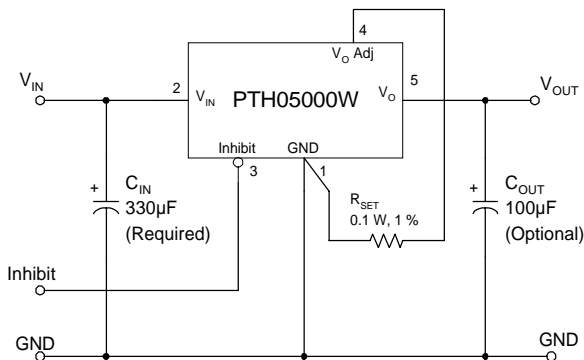 4
V_O Adj
V_IN
2
V_IN
PTH05000W
V_O
5
V_OUT
Inhibit
GND
3
1
+
C_IN
330µF
(Required)
R_SET
0.1 W, 1 %
+
C_OUT
100µF
(Optional)
Inhibit
GND
GND